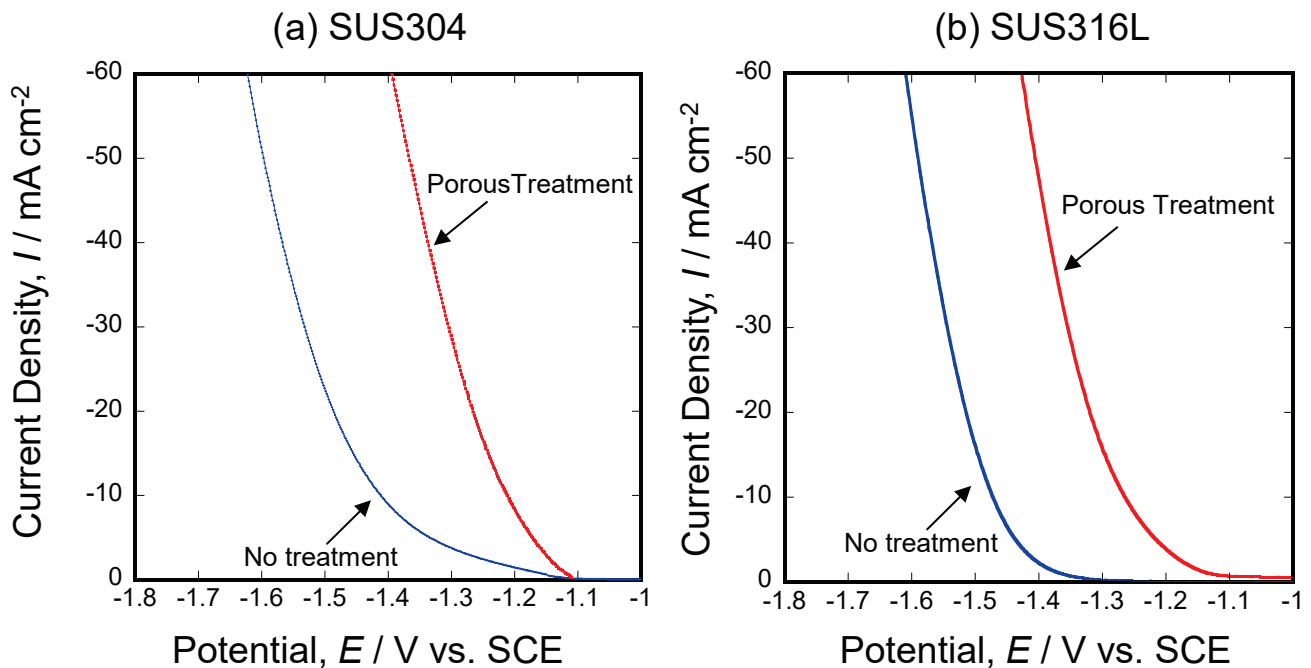 (a) SUS304
Current Density, I / mA cm-2
-60
-50
-40
-30
-20
-10
0
PorousTreatment
No treatment
-1.8 -1.7 -1.6 -1.5 -1.4 -1.3 -1.2 -1.1 -1
Potential, E / V vs. SCE
(b) SUS316L
Current Density, I / mA cm-2
-60
-50
-40
-30
-20
-10
0
Porous Treatment
No treatment
-1.8 -1.7 -1.6 -1.5 -1.4 -1.3 -1.2 -1.1 -1
Potential, E / V vs. SCE